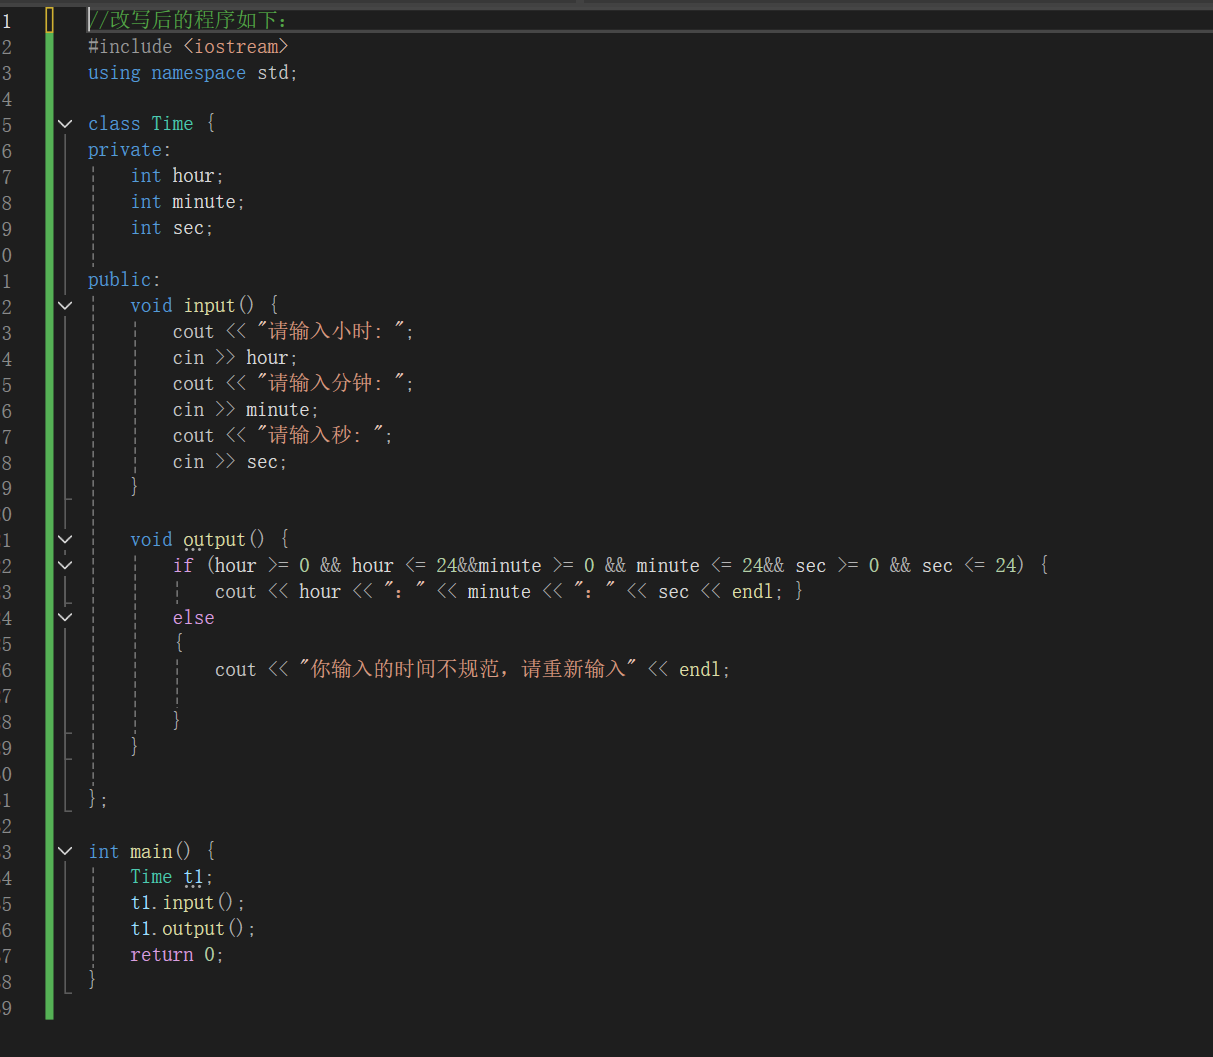 1 //改写后的程序如下：
2 #include <iostream>
3 using namespace std;
4
5 class Time {
6 private:
7 int hour;
8 int minute;
9 int sec;
0
1 public:
2 void input() {
3 cout << "请输入小时: ";
4 cin >> hour;
5 cout << "请输入分钟: ";
6 cin >> minute;
7 cout << "请输入秒: ";
8 cin >> sec;
9 }
0
1 void output() {
2 if (hour >= 0 && hour <= 24&&minute >= 0 && minute <= 24&& sec >= 0 && sec <= 24) {
3 cout << hour << "：" << minute << "：" << sec << endl; }
4 else
5 {
6 cout << "你输入的时间不规范，请重新输入" << endl;
7
8 }
9 }
0
1 };
2
3 int main() {
4 Time t1;
5 t1.input();
6 t1.output();
7 return 0;
8 }
9